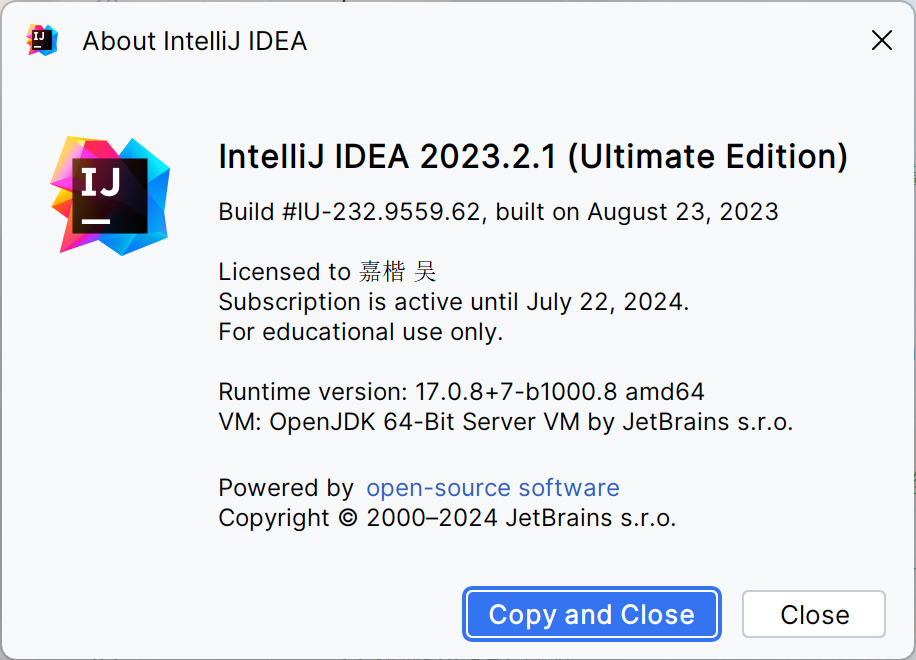 About IntelliJ IDEA
IJ
IntelliJ IDEA 2023.2.1 (Ultimate Edition)
Build #IU-232.9559.62, built on August 23, 2023
Licensed to 嘉楷 吴
Subscription is active until July 22, 2024.
For educational use only.
Runtime version: 17.0.8+7-b1000.8 amd64
VM: OpenJDK 64-Bit Server VM by JetBrains s.r.o.
Powered by open-source software
Copyright © 2000–2024 JetBrains s.r.o.
Copy and Close
Close